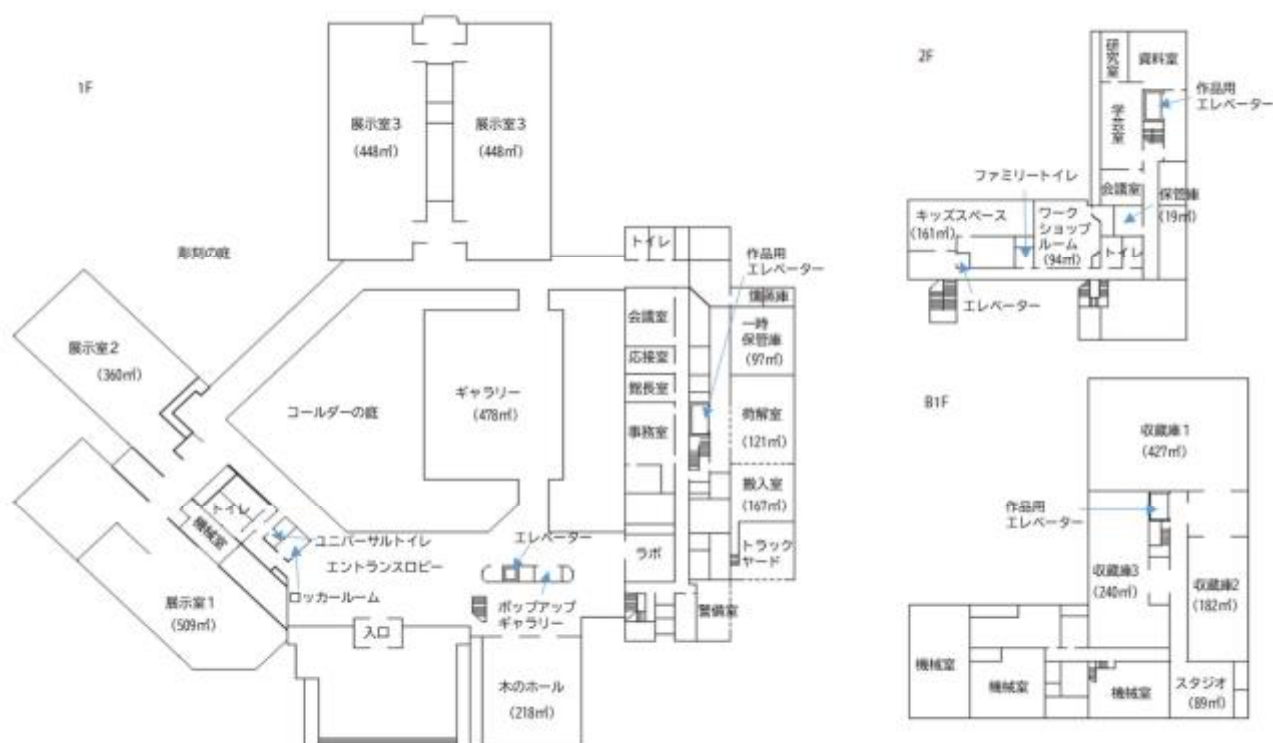 1F
展示室3
(448㎡)
展示室3
(448㎡)
彫刻の庭
トイレ
作品用
エレベーター
燻蒸庫
会議室
一時
保管庫
(97㎡)
展示室2
(360㎡)
応接室
館長室
コールダーの庭
ギャラリー
(478㎡)
事務室
荷解室
(121㎡)
搬入室
(167㎡)
トイレ
機械室
ユニバーサルトイレ
エレベーター
エントランスロビー
ラボ
トラック
ヤード
ロッカールーム
展示室1
(509㎡)
ポップアップ
ギャラリー
警備室
入口
木のホール
(218㎡)
2F
研究室
資料室
作品用
エレベーター
学芸室
ファミリートイレ
会議室
保管庫
(19㎡)
キッズスペース
(161㎡)
ワーク
ショップ
ルーム
(94㎡)
トイレ
エレベーター
B1F
収蔵庫1
(427㎡)
作品用
エレベーター
収蔵庫3
(240㎡)
収蔵庫2
(182㎡)
機械室
機械室
機械室
スタジオ
(89㎡)